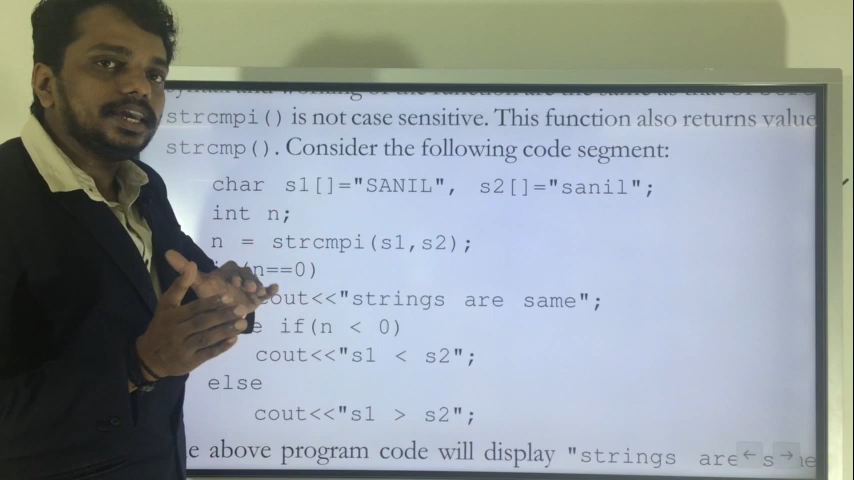 strcmpi() is not case sensitive. This function also returns value
strcmp(). Consider the following code segment:
char s1[]="SANIL", s2[]="sanil";
int n;
n = strcmpi(s1,s2);
(n==0)
out<<"strings are same";
e if(n < 0)
cout<<"s1 < s2";
else
cout<<"s1 > s2";
e above program code will display "strings are